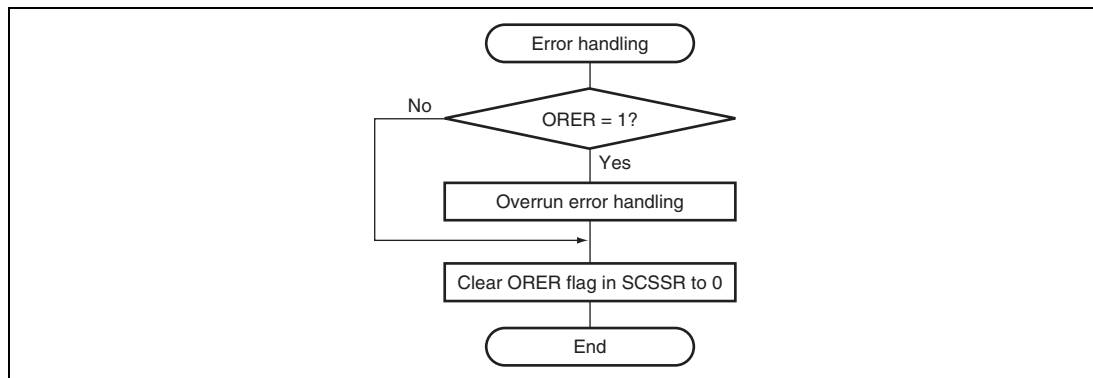 Error handling
No
ORER = 1?
Yes
Overrun error handling
Clear ORER flag in SCSSR to 0
End